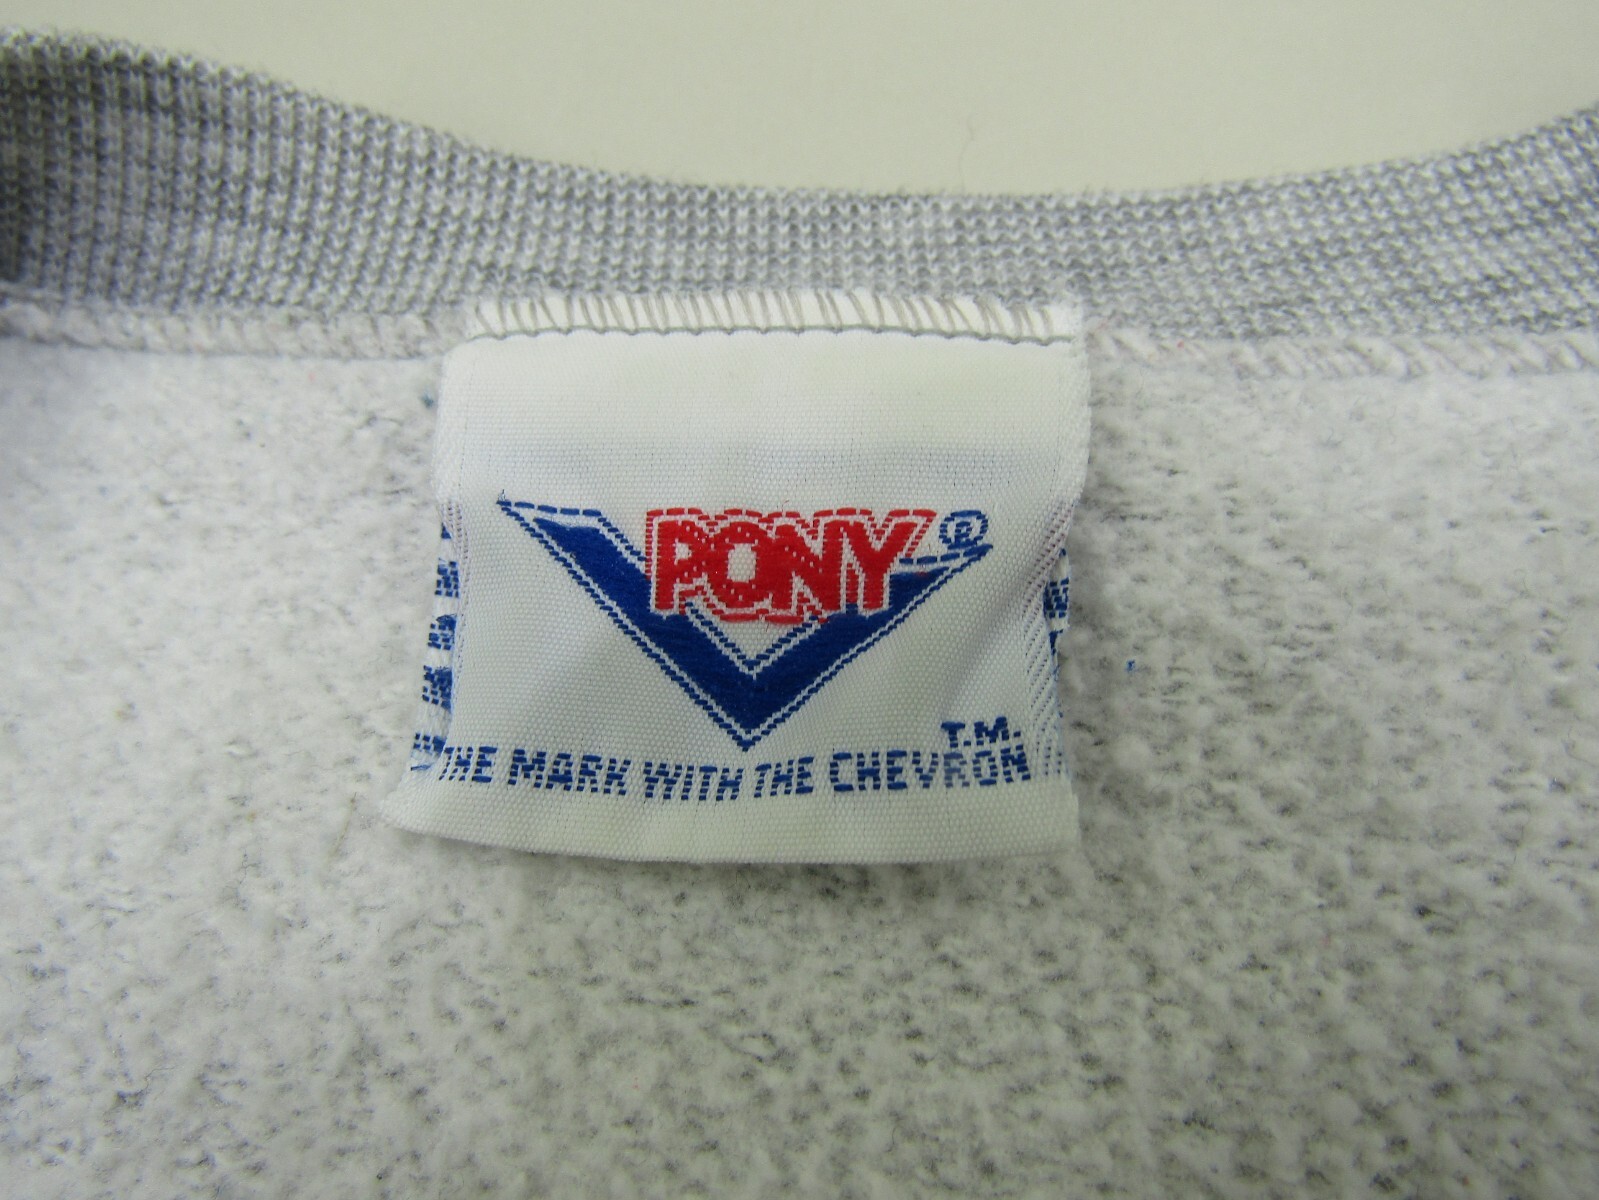 PONY ®
T.M.
THE MARK WITH THE CHEVRON